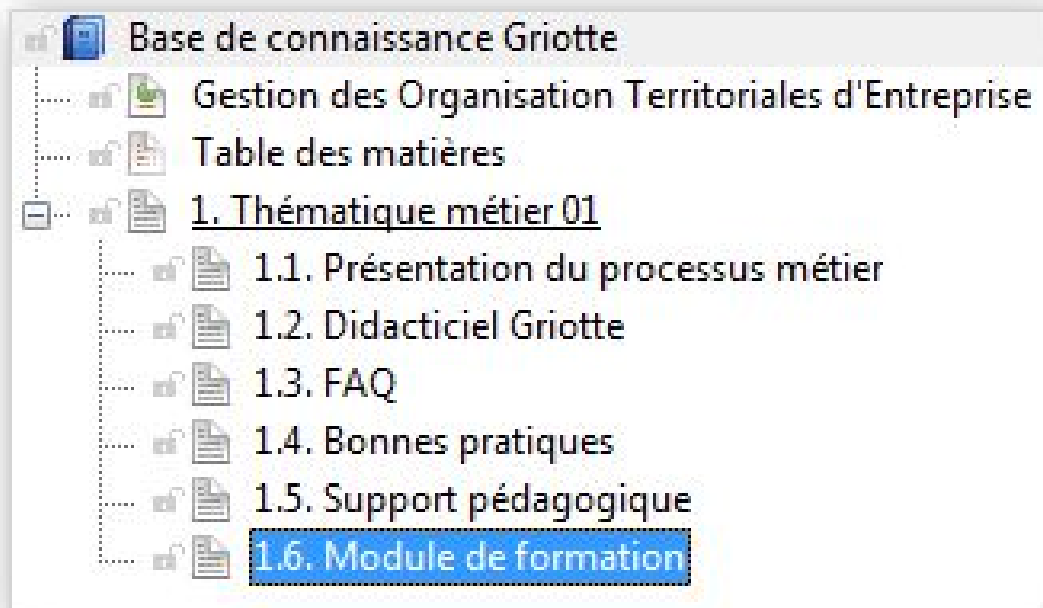 Base de connaissance Griotte
Gestion des Organisation Territoriales d'Entreprise
Table des matières
1. Thématique métier 01
1.1. Présentation du processus métier
1.2. Didacticiel Griotte
1.3. FAQ
1.4. Bonnes pratiques
1.5. Support pédagogique
1.6. Module de formation